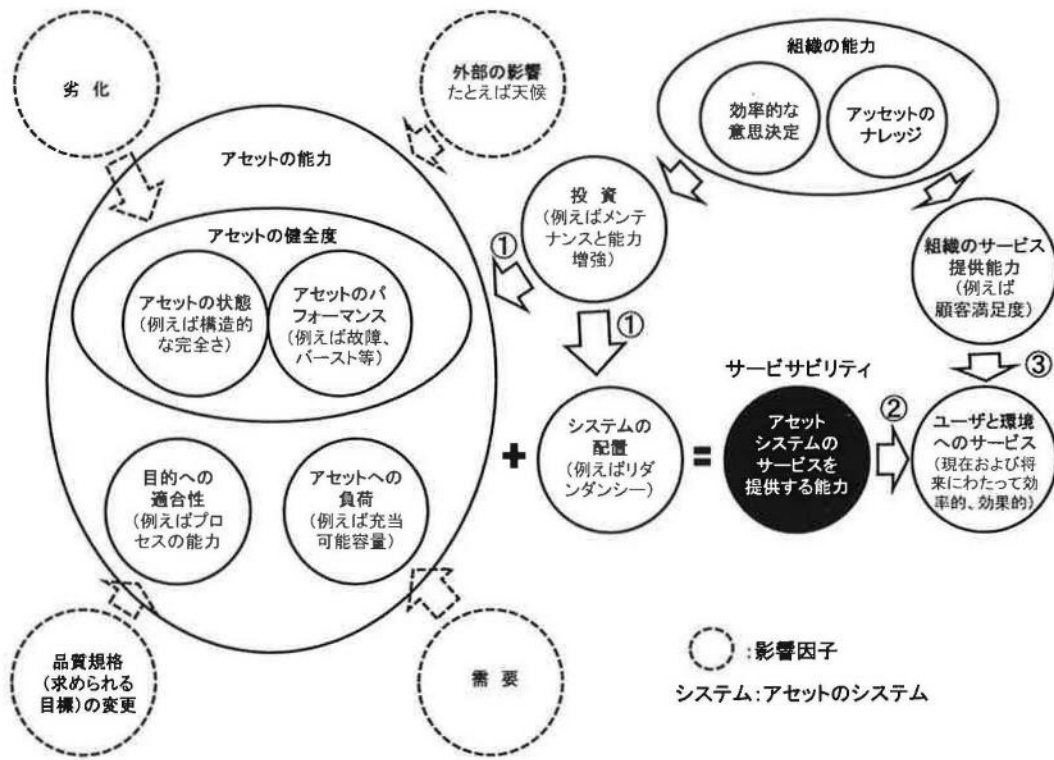 劣 化
外部の影響
たとえば天候
組織の能力
効率的な
意思決定
アッセットの
ナレッジ
アセットの能力
投 資
(例えばメンテ
ナンスと能力
増強)
①
①
組織のサービス
提供能力
(例えば
顧客満足度)
③
アセットの健全度
アセットの状態
(例えば構造的
な完全さ)
アセットのパ
フォーマンス
(例えば故障、
バースト等)
目的への
適合性
(例えばプロ
セスの能力
アセットへの
負荷
(例えば充当
可能容量)
+
システムの
配置
(例えばリダ
ンダンシー)
=
サービサビリティ
アセット
システムの
サービスを
提供する能力
②
ユーザと環境
へのサービス
(現在および将
来にわたって効
率的、効果的)
品質規格
(求められる
目標)の変更
需 要
:影響因子
システム:アセットのシステム